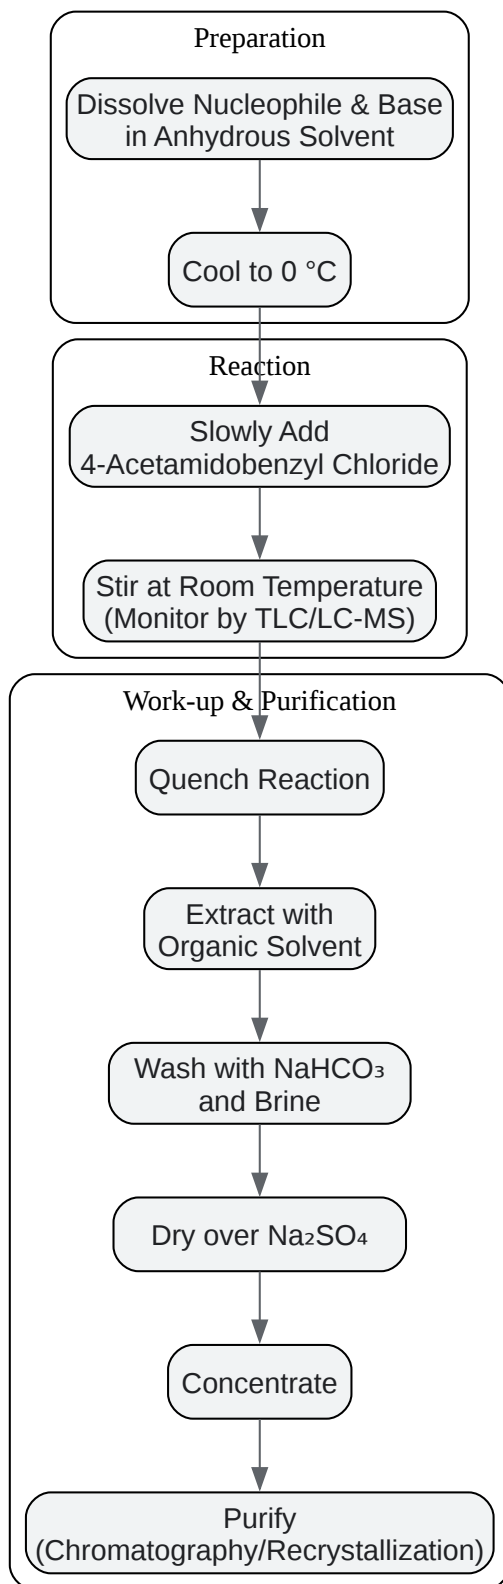 Preparation
Dissolve Nucleophile & Base
in Anhydrous Solvent
Cool to 0 °C
Reaction
Slowly Add
4-Acetamidobenzyl Chloride
Stir at Room Temperature
(Monitor by TLC/LC-MS)
Work-up & Purification
Quench Reaction
Extract with
Organic Solvent
Wash with NaHCO₃
and Brine
Dry over Na₂SO₄
Concentrate
Purify
(Chromatography/Recrystallization)